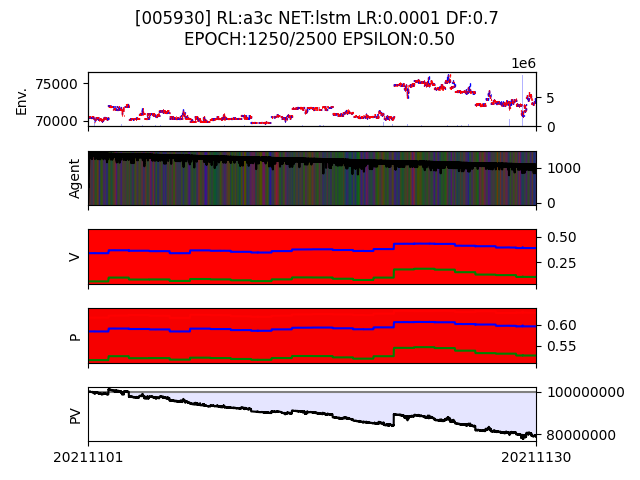 [005930] RL:a3c NET:lstm LR:0.0001 DF:0.7
EPOCH:1250/2500 EPSILON:0.50
1e6
Env.
75000
70000
5
0
Agent
1000
0
V
0.50
0.25
P
0.60
0.55
PV
100000000
80000000
20211101
20211130